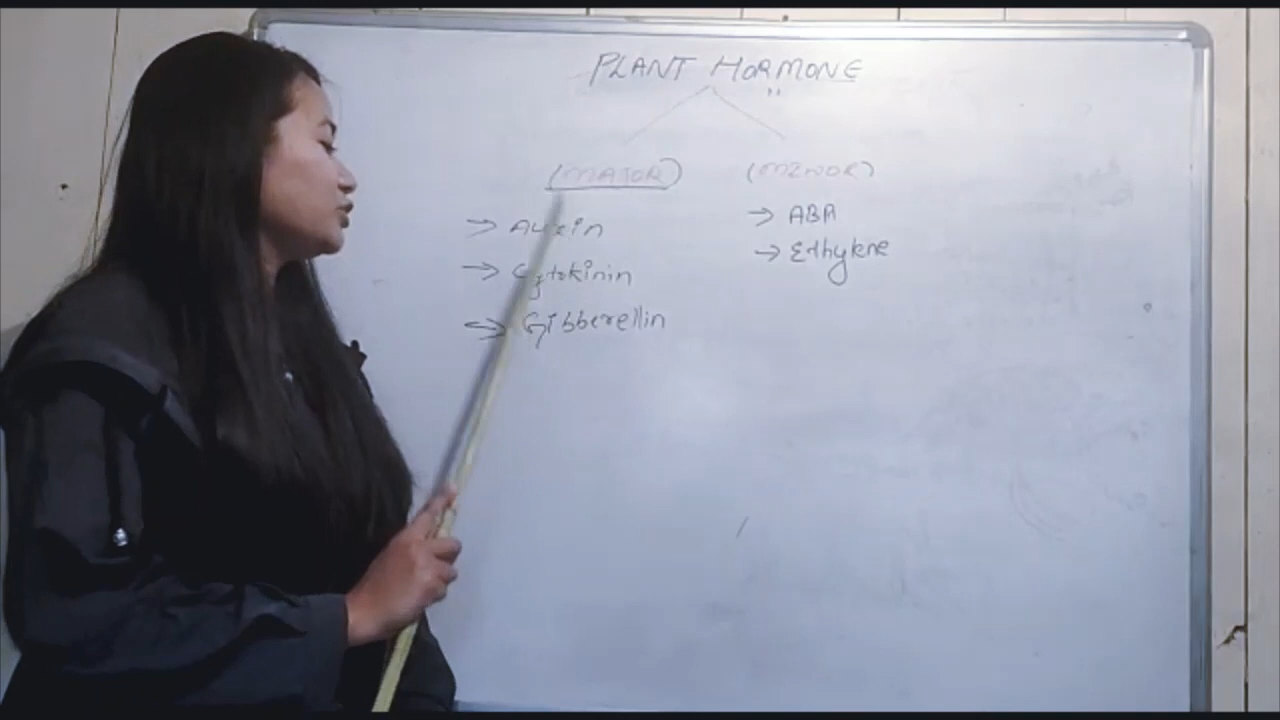 PLANT HORMONE
(MAJOR) (MINOR)
→ Auxin → ABA
→ Cytokinin → Ethylene
→ Gibberellin